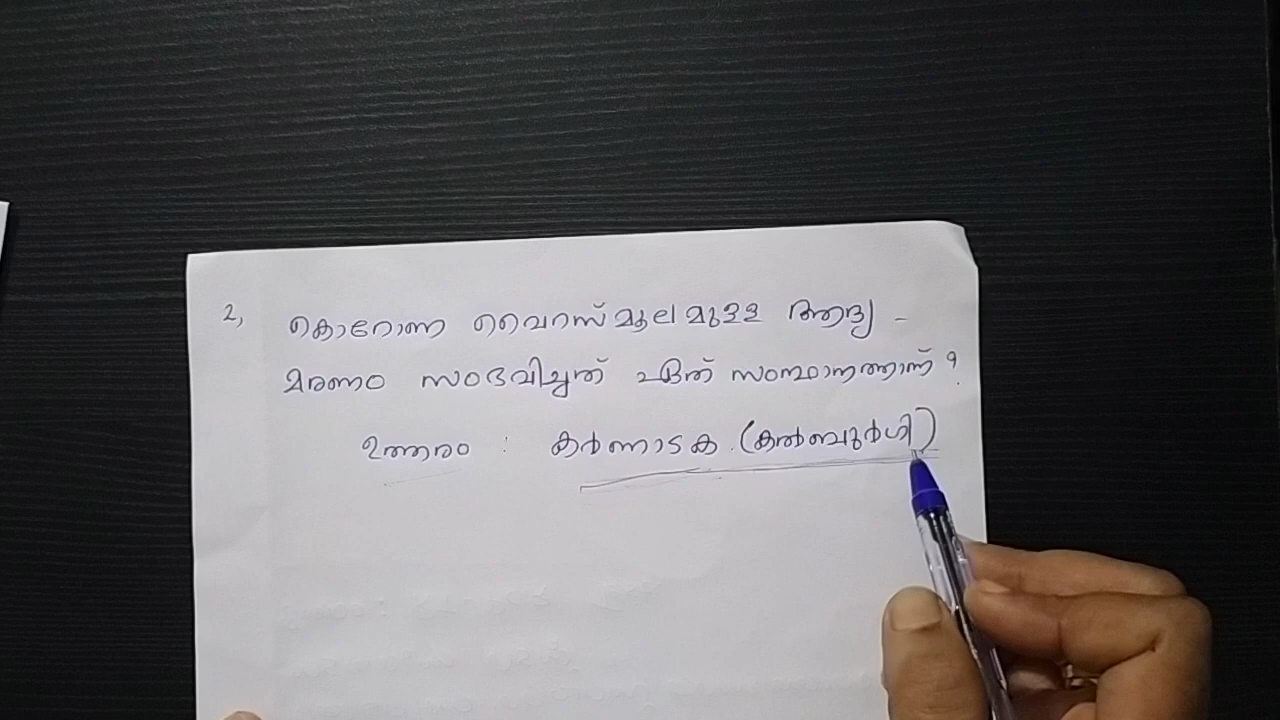 2, കൊറോണ വൈറസ് മൂലമുള്ള ആദ്യ -
മരണം സംഭവിച്ചത് ഏത് സംസ്ഥാനത്താണ് ?
ഉത്തരം : കർണാടക (കൽബുർഗി)